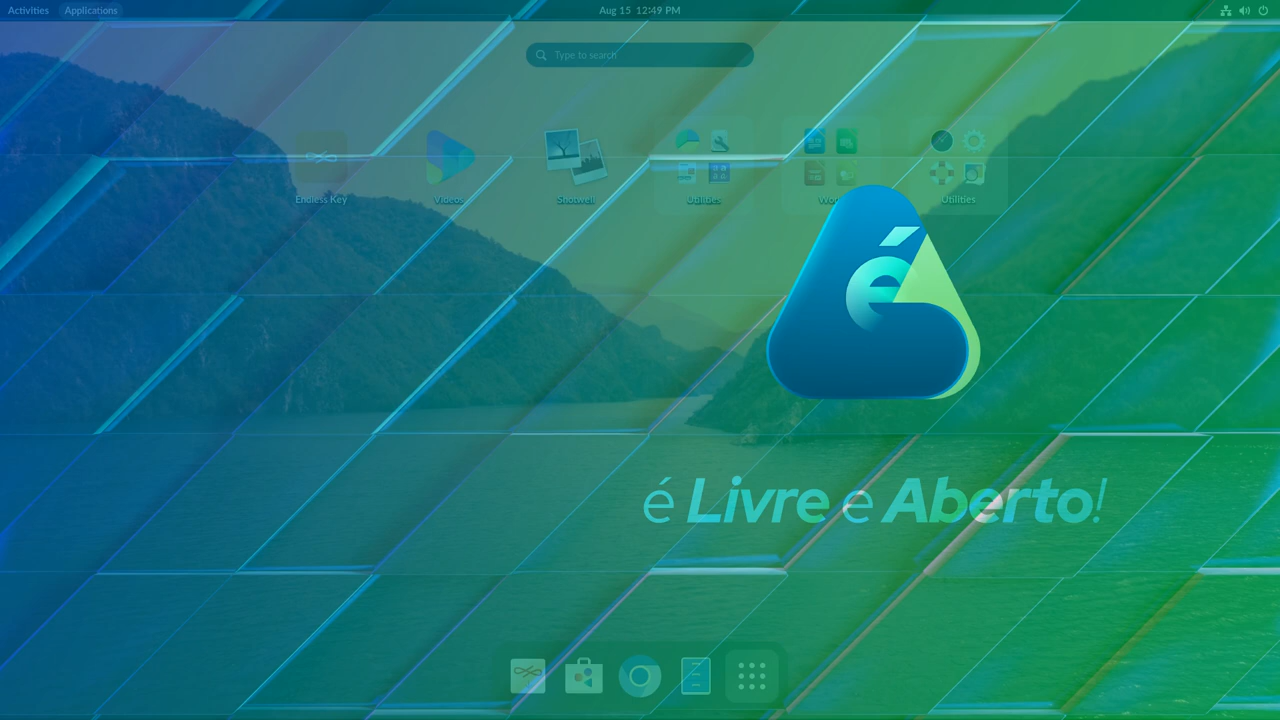 Activities Applications Aug 15 12:49 PM
Type to search
Endless Key Videos Shotwell Utilities Utilities
é
é Livre e Aberto!